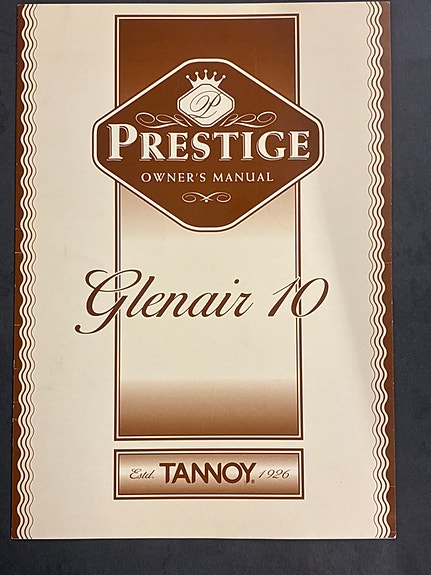 P
PRESTIGE
OWNER'S MANUAL
Glenair 10
Estd. TANNOY® 1926